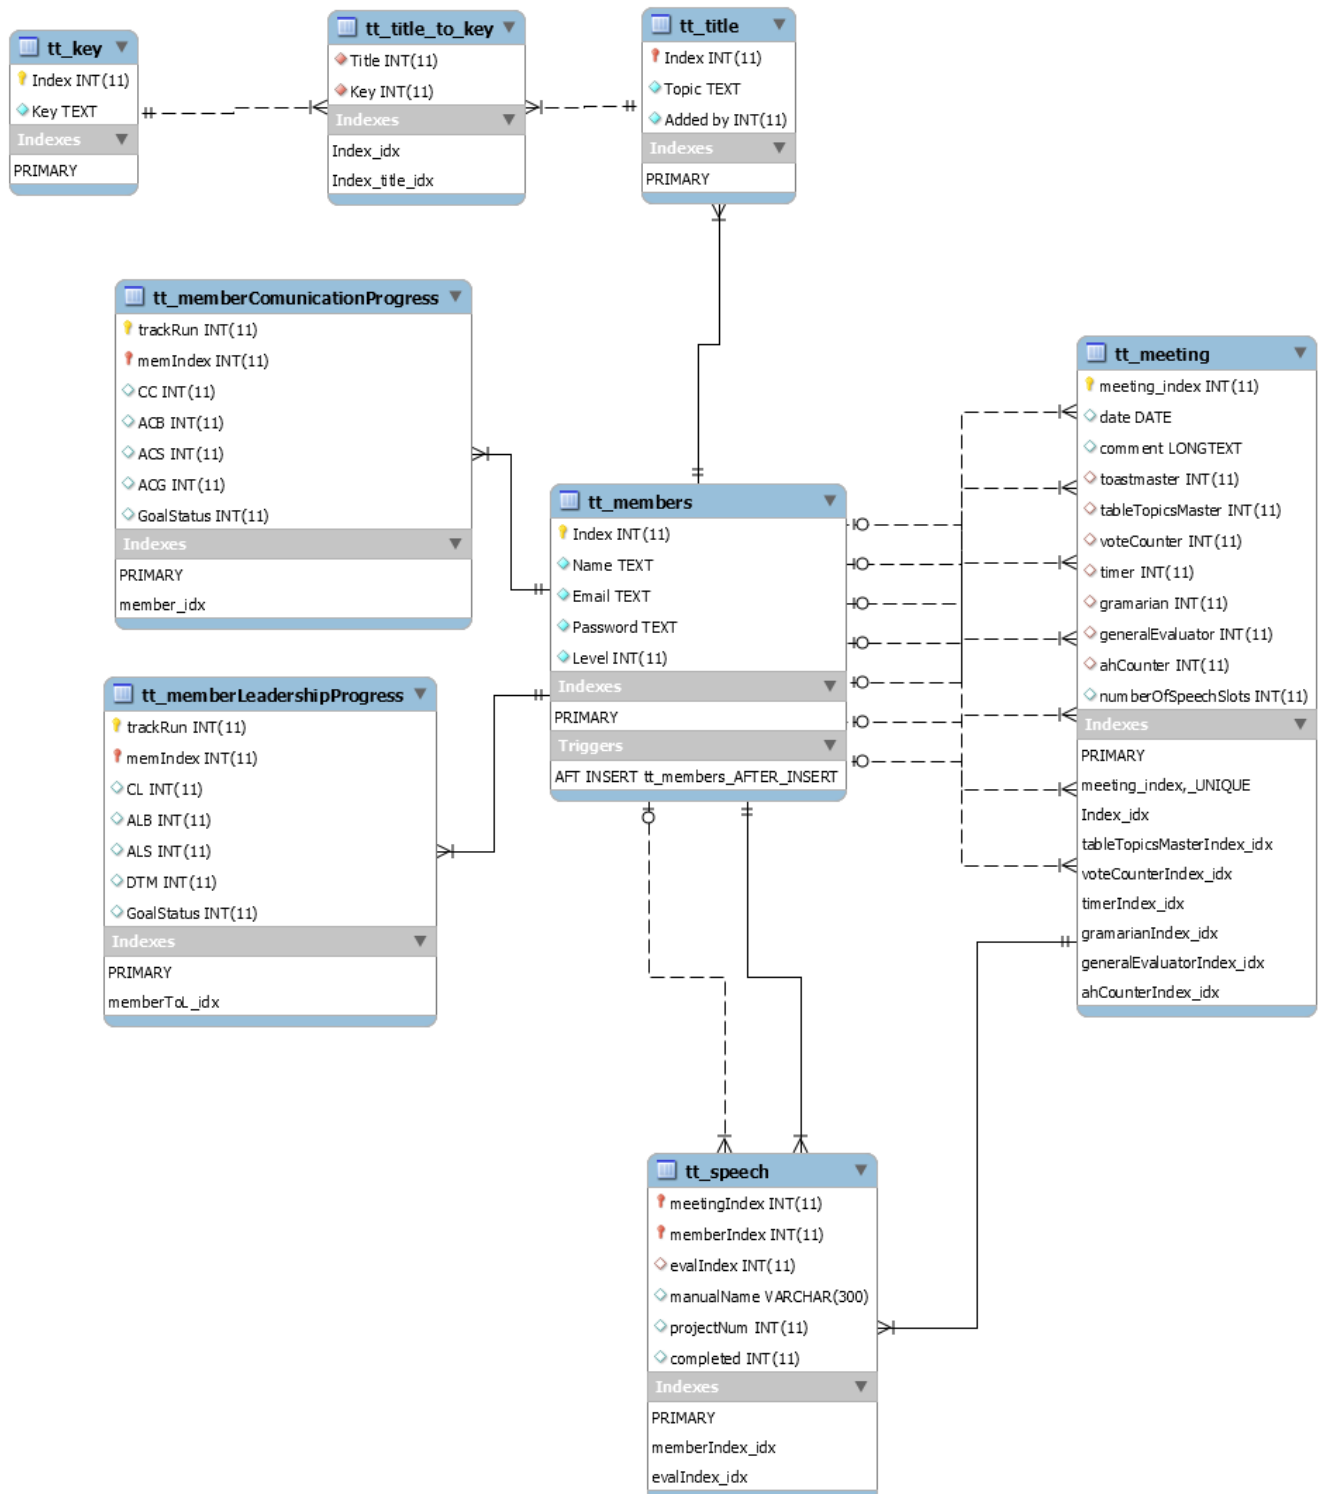 tt_key
Index INT(11)
Key TEXT
Indexes
PRIMARY
tt_title_to_key
Title INT(11)
Key INT(11)
Indexes
Index_idx
Index_title_idx
tt_title
Index INT(11)
Topic TEXT
Added by INT(11)
Indexes
PRIMARY
tt_memberComunicationProgress
trackRun INT(11)
memIndex INT(11)
CC INT(11)
ACB INT(11)
ACS INT(11)
ACG INT(11)
GoalStatus INT(11)
Indexes
PRIMARY
member_idx
tt_memberLeadershipProgress
trackRun INT(11)
memIndex INT(11)
CL INT(11)
ALB INT(11)
ALS INT(11)
DTM INT(11)
GoalStatus INT(11)
Indexes
PRIMARY
memberToL_idx
tt_members
Index INT(11)
Name TEXT
Email TEXT
Password TEXT
Level INT(11)
Indexes
PRIMARY
Triggers
AFT INSERT tt_members_AFTER_INSERT
tt_meeting
meeting_index INT(11)
date DATE
comment LONGTEXT
toastmaster INT(11)
tableTopicsMaster INT(11)
voteCounter INT(11)
timer INT(11)
gramarian INT(11)
generalEvaluator INT(11)
ahCounter INT(11)
numberOfSpeechSlots INT(11)
Indexes
PRIMARY
meeting_index,_UNIQUE
Index_idx
tableTopicsMasterIndex_idx
voteCounterIndex_idx
timerIndex_idx
gramarianIndex_idx
generalEvaluatorIndex_idx
ahCounterIndex_idx
tt_speech
meetingIndex INT(11)
memberIndex INT(11)
evalIndex INT(11)
manualName VARCHAR(300)
projectNum INT(11)
completed INT(11)
Indexes
PRIMARY
memberIndex_idx
evalIndex_idx